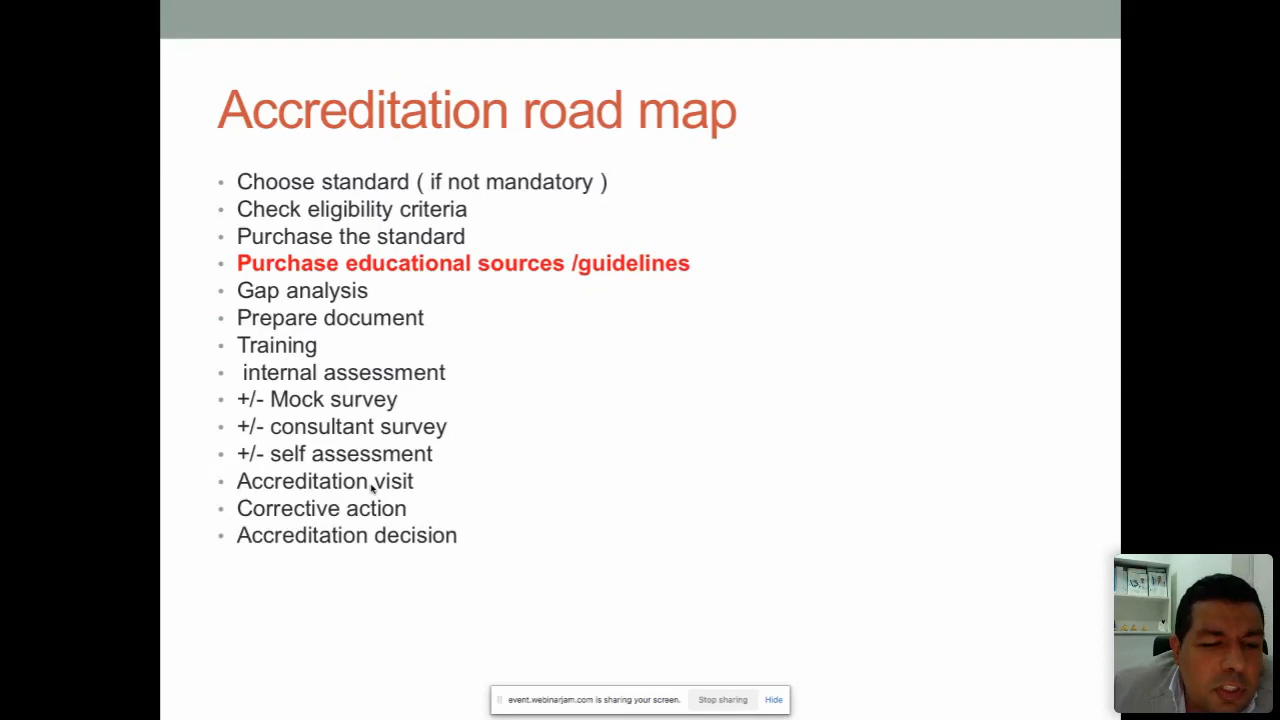 Accreditation road map
• Choose standard ( if not mandatory )
• Check eligibility criteria
• Purchase the standard
• Purchase educational sources /guidelines
• Gap analysis
• Prepare document
• Training
• internal assessment
• +/- Mock survey
• +/- consultant survey
• +/- self assessment
• Accreditation visit
• Corrective action
• Accreditation decision
event.webinarjam.com is sharing your screen. Stop sharing Hide